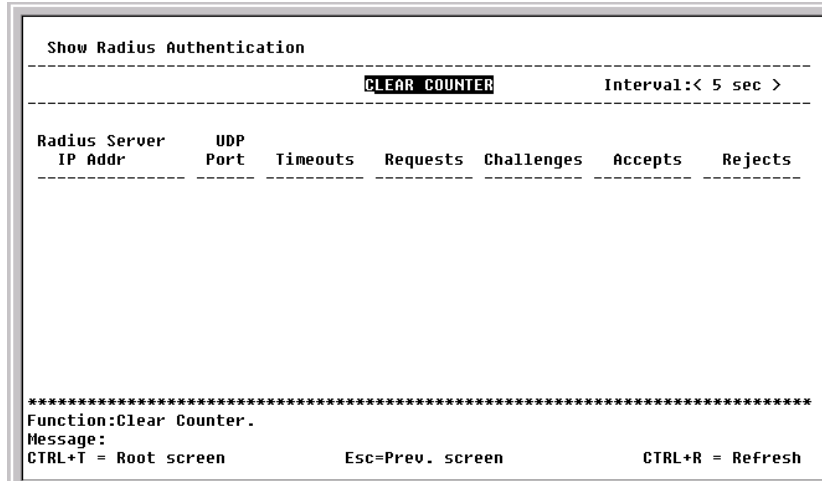 Show Radius Authentication
--------------------------------------------------------------------------------
CLEAR COUNTER Interval:< 5 sec >
--------------------------------------------------------------------------------
Radius Server UDP
IP Addr Port Timeouts Requests Challenges Accepts Rejects
--------------- ------ ---------- ---------- ---------- ---------- ----------
********************************************************************************
Function:Clear Counter.
Message:
CTRL+T = Root screen Esc=Prev. screen CTRL+R = Refresh